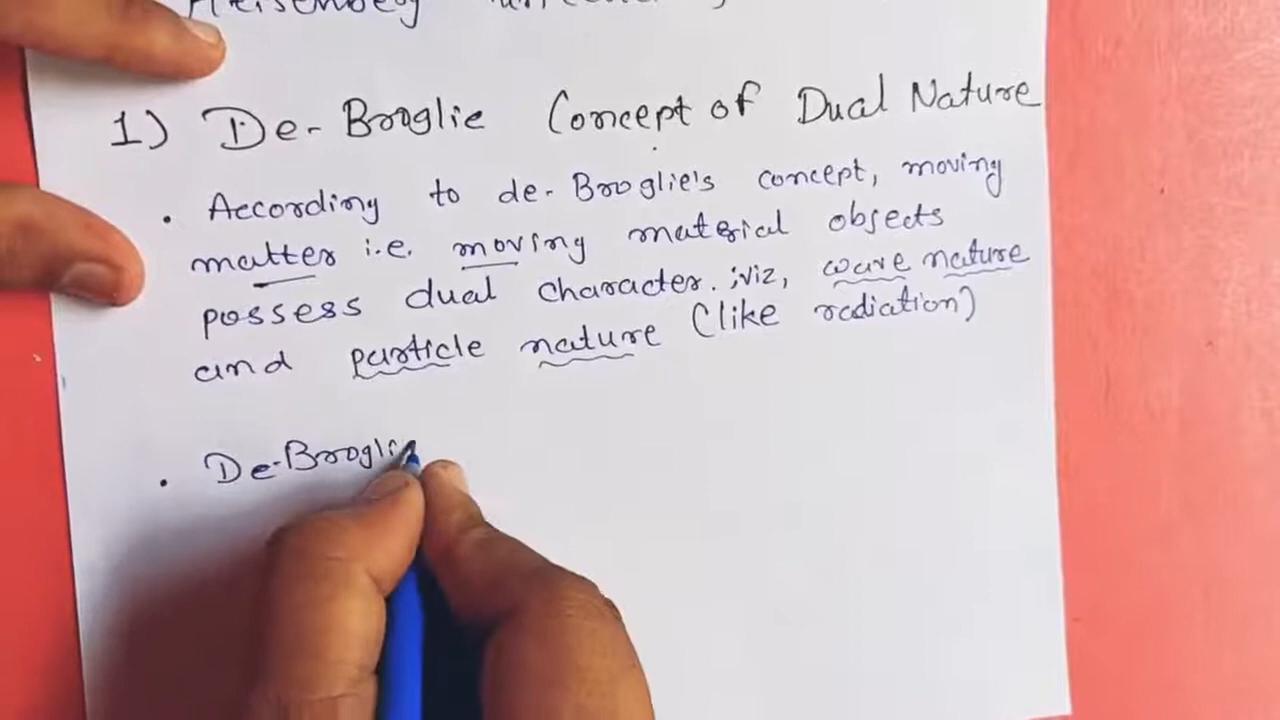 Heisenberg
1) De-Broglie Concept of Dual Nature
. According to de-Broglie's concept, moving
matter i.e. moving material objects
possess dual character. ;viz, wave nature
and particle nature (like radiation)
. De-Broglie